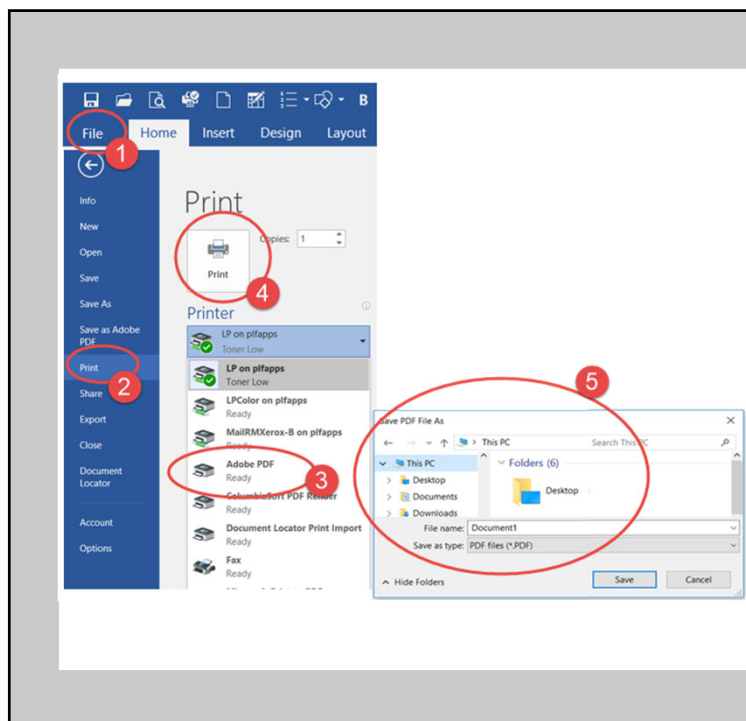 B
File Home Insert Design Layout
1
Info
New
Open
Save
Save As
Save as Adobe
PDF
Print
2
Share
Export
Close
Document
Locator
Account
Options
Print
Copies: 1
Print
4
Printer
LP on plfapps
Toner Low
LP on plfapps
Toner Low
LPColor on plfapps
Ready
MailRMXerox-B on plfapps
Ready
Adobe PDF
Ready
3
ColumbiaSoft PDF Render
Ready
Document Locator Print Import
Ready
Fax
Ready
5
Save PDF File As
This PC
Search This PC
This PC
Desktop
Documents
Downloads
Folders (6)
Desktop
File name: Document1
Save as type: PDF files (*.PDF)
Hide Folders
Save
Cancel